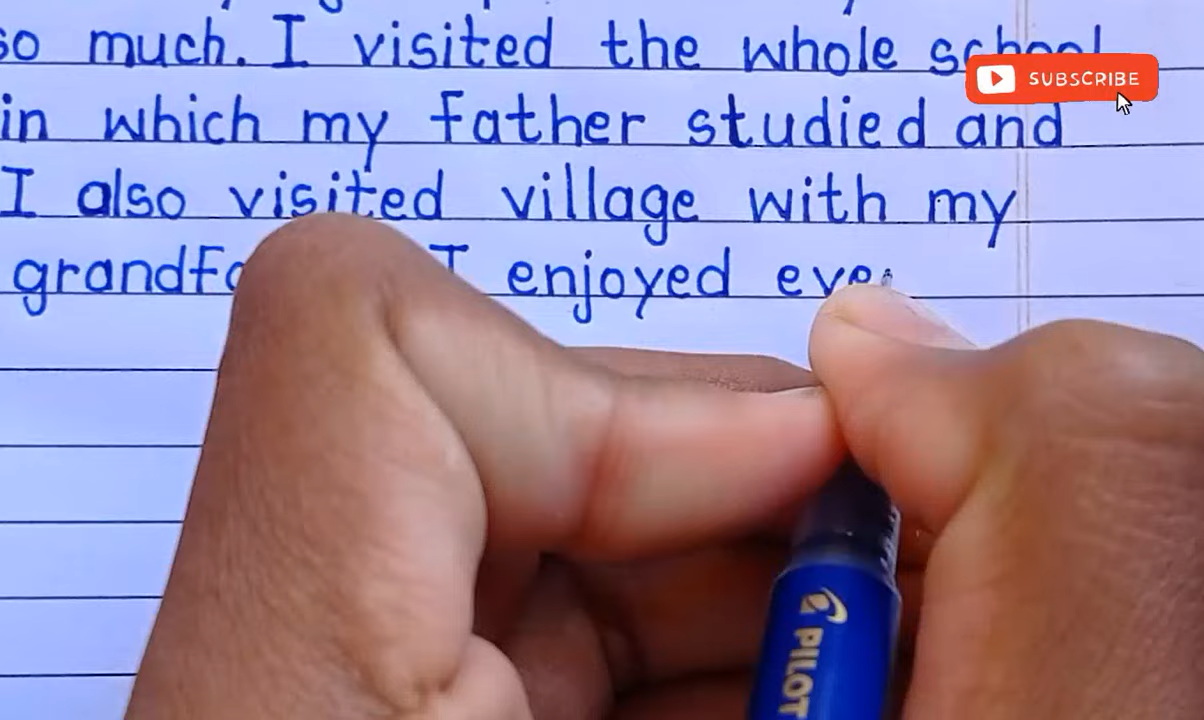 so much. I visited the whole school
SUBSCRIBE
in which my father studied and
I also visited village with my
I enjoyed
PILOT